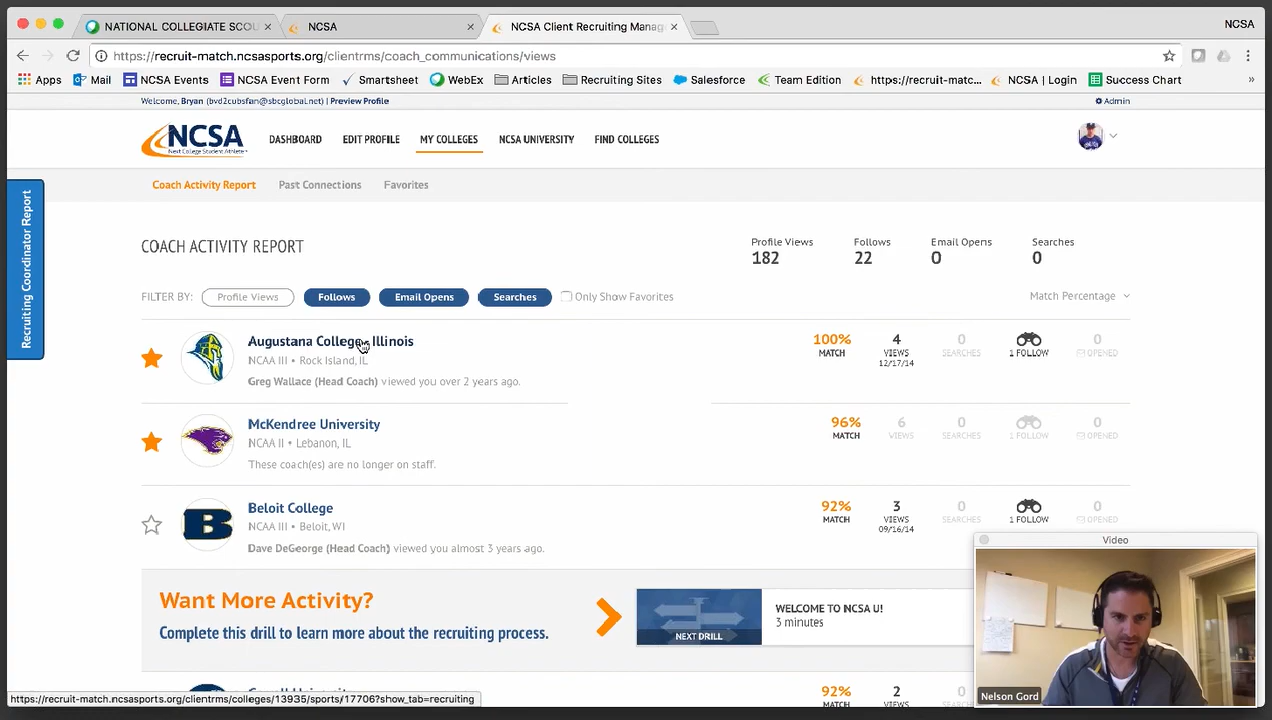 NATIONAL COLLEGIATE SCOU
NCSA
NCSA Client Recruiting Manag
NCSA
https://recruit-match.ncsasports.org/clientrms/coach_communications/views
Apps
Mail
NCSA Events
NCSA Event Form
Smartsheet
WebEx
Articles
Recruiting Sites
Salesforce
Team Edition
https://recruit-matc...
NCSA | Login
Success Chart
»
Welcome, Bryan (bvd2cubsfan@sbcglobal.net) | Preview Profile
Admin
NCSA
Next College Student Athlete
DASHBOARD
EDIT PROFILE
MY COLLEGES
NCSA UNIVERSITY
FIND COLLEGES
Coach Activity Report
Past Connections
Favorites
Recruiting Coordinator Report
COACH ACTIVITY REPORT
Profile Views
182
Follows
22
Email Opens
0
Searches
0
FILTER BY:
Profile Views
Follows
Email Opens
Searches
Only Show Favorites
Match Percentage
Augustana College - Illinois
NCAA III • Rock Island, IL
Greg Wallace (Head Coach) viewed you over 2 years ago.
100%
MATCH
4
VIEWS
12/17/14
0
SEARCHES
1 FOLLOW
0
OPENED
McKendree University
NCAA II • Lebanon, IL
These coach(es) are no longer on staff.
96%
MATCH
6
VIEWS
0
SEARCHES
1 FOLLOW
0
OPENED
B
Beloit College
NCAA III • Beloit, WI
Dave DeGeorge (Head Coach) viewed you almost 3 years ago.
92%
MATCH
3
VIEWS
09/16/14
0
SEARCHES
1 FOLLOW
0
OPENED
Want More Activity?
Complete this drill to learn more about the recruiting process.
NEXT DRILL
WELCOME TO NCSA U!
3 minutes
Video
Nelson Gord
92%
2
0
https://recruit-match.ncsasports.org/clientrms/colleges/13935/sports/17706?show_tab=recruiting